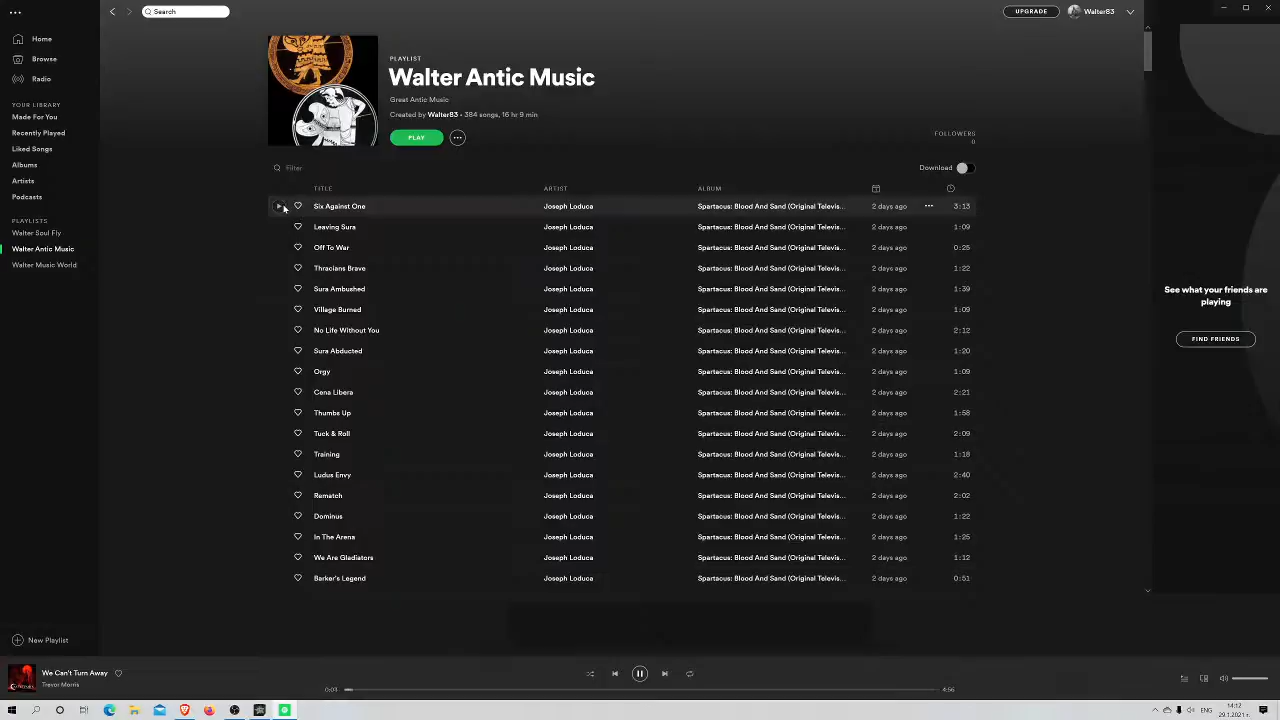 Search
UPGRADE
Walter83
Home
Browse
Radio
YOUR LIBRARY
Made For You
Recently Played
Liked Songs
Albums
Artists
Podcasts
PLAYLISTS
Walter Soul Fly
Walter Antic Music
Walter Music World
New Playlist
PLAYLIST
Walter Antic Music
Great Antic Music
Created by Walter83 • 384 songs, 16 hr 9 min
PLAY
FOLLOWERS
0
Filter
Download
TITLE ARTIST ALBUM
Six Against One Joseph Loduca Spartacus: Blood And Sand (Original Televis... 2 days ago 3:13
Leaving Sura Joseph Loduca Spartacus: Blood And Sand (Original Televis... 2 days ago 1:09
Off To War Joseph Loduca Spartacus: Blood And Sand (Original Televis... 2 days ago 0:25
Thracians Brave Joseph Loduca Spartacus: Blood And Sand (Original Televis... 2 days ago 1:22
Sura Ambushed Joseph Loduca Spartacus: Blood And Sand (Original Televis... 2 days ago 1:39
Village Burned Joseph Loduca Spartacus: Blood And Sand (Original Televis... 2 days ago 1:09
No Life Without You Joseph Loduca Spartacus: Blood And Sand (Original Televis... 2 days ago 2:12
Sura Abducted Joseph Loduca Spartacus: Blood And Sand (Original Televis... 2 days ago 1:20
Orgy Joseph Loduca Spartacus: Blood And Sand (Original Televis... 2 days ago 1:09
Cena Libera Joseph Loduca Spartacus: Blood And Sand (Original Televis... 2 days ago 2:21
Thumbs Up Joseph Loduca Spartacus: Blood And Sand (Original Televis... 2 days ago 1:58
Tuck & Roll Joseph Loduca Spartacus: Blood And Sand (Original Televis... 2 days ago 2:09
Training Joseph Loduca Spartacus: Blood And Sand (Original Televis... 2 days ago 1:18
Ludus Envy Joseph Loduca Spartacus: Blood And Sand (Original Televis... 2 days ago 2:40
Rematch Joseph Loduca Spartacus: Blood And Sand (Original Televis... 2 days ago 2:02
Dominus Joseph Loduca Spartacus: Blood And Sand (Original Televis... 2 days ago 1:22
In The Arena Joseph Loduca Spartacus: Blood And Sand (Original Televis... 2 days ago 1:25
We Are Gladiators Joseph Loduca Spartacus: Blood And Sand (Original Televis... 2 days ago 1:12
Barker's Legend Joseph Loduca Spartacus: Blood And Sand (Original Televis... 2 days ago 0:51
See what your friends are
playing
FIND FRIENDS
We Can't Turn Away
Trevor Morris
0:04
4:56
14:12
29.1.2021 г.